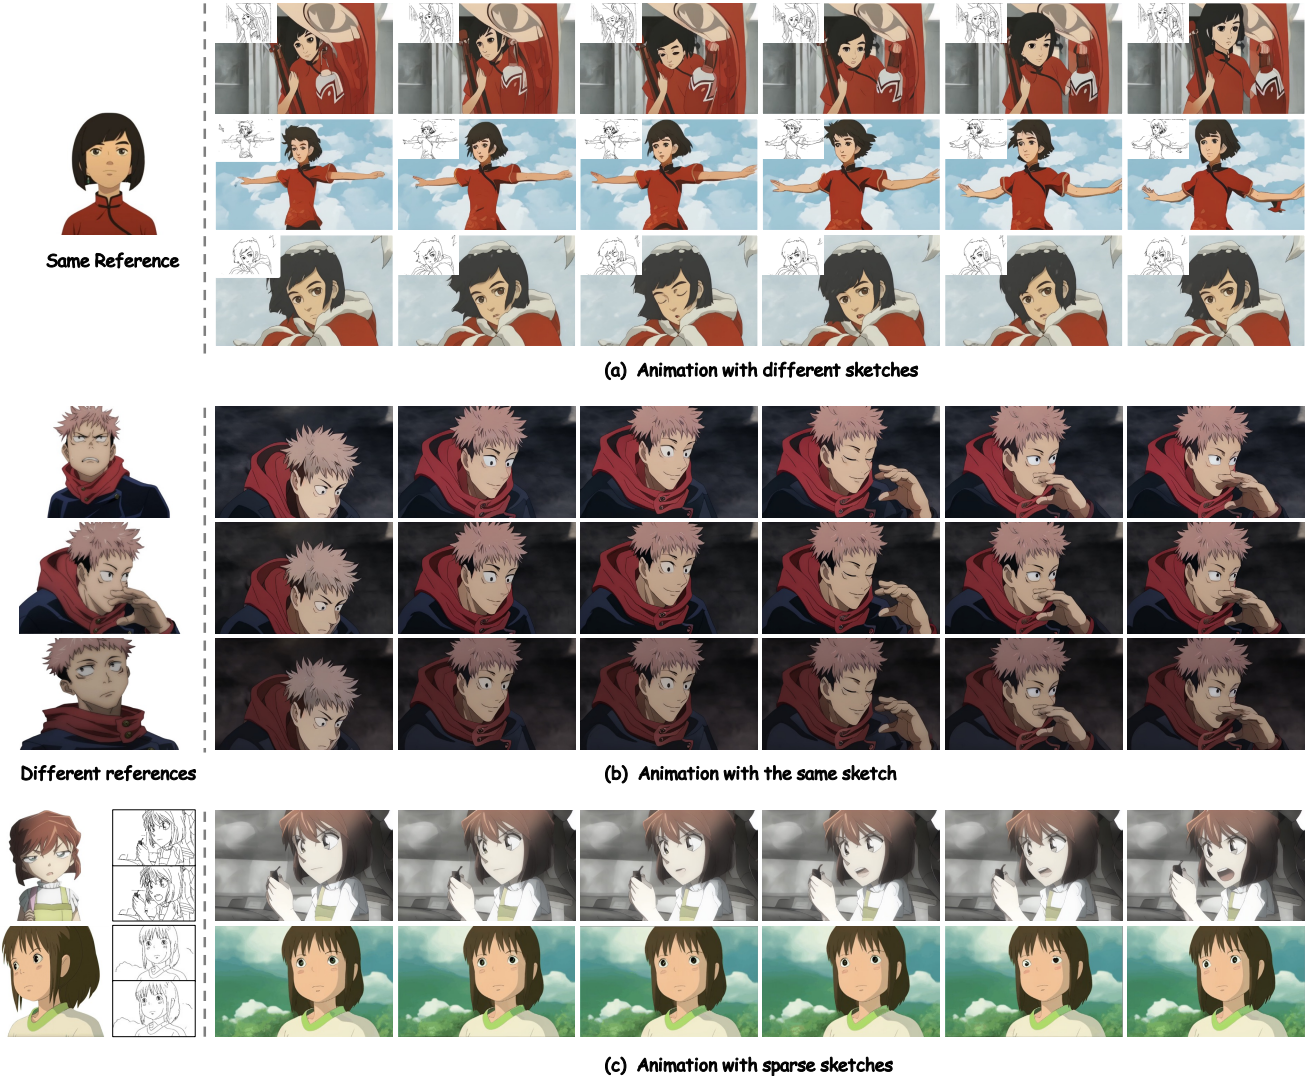 Same Reference
(a) Animation with different sketches
Different references
(b) Animation with the same sketch
(c) Animation with sparse sketches